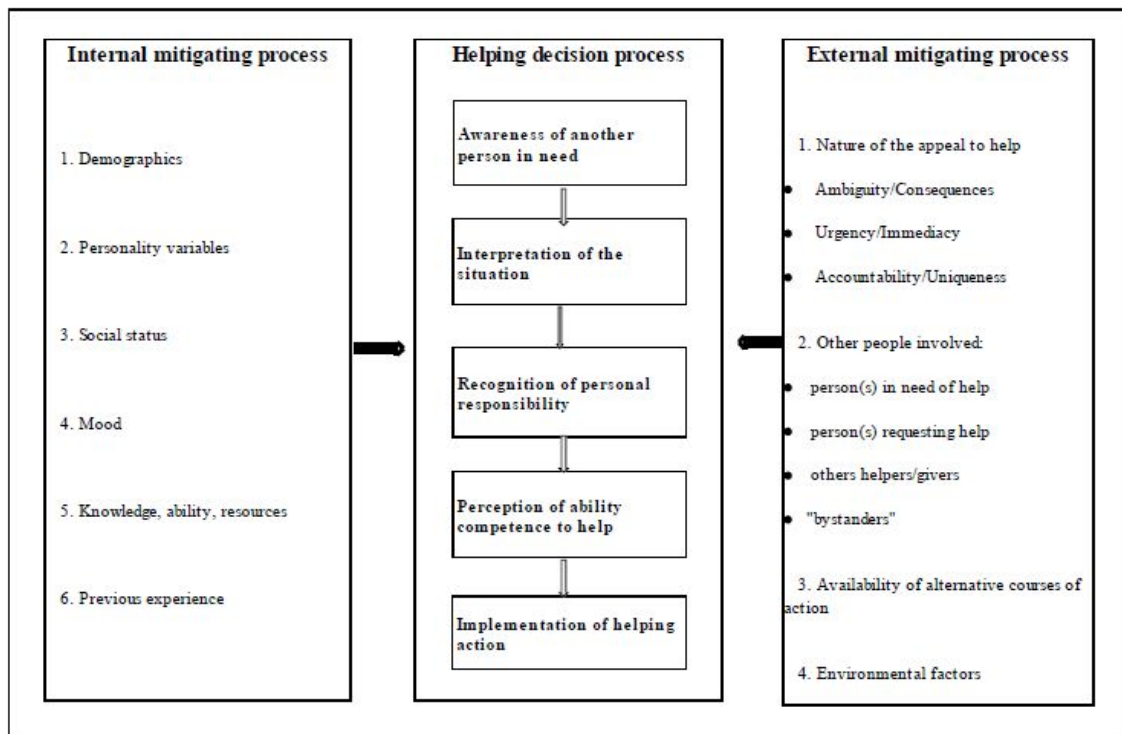 Internal mitigating process
1. Demographics
2. Personality variables
3. Social status
4. Mood
5. Knowledge, ability, resources
6. Previous experience
Helping decision process
Awareness of another
person in need
Interpretation of the
situation
Recognition of personal
responsibility
Perception of ability
competence to help
Implementation of helping
action
External mitigating process
1. Nature of the appeal to help
• Ambiguity/Consequences
• Urgency/Immediacy
• Accountability/Uniqueness
2. Other people involved:
• person(s) in need of help
• person(s) requesting help
• others helpers/givers
• "bystanders"
3. Availability of alternative courses of
action
4. Environmental factors